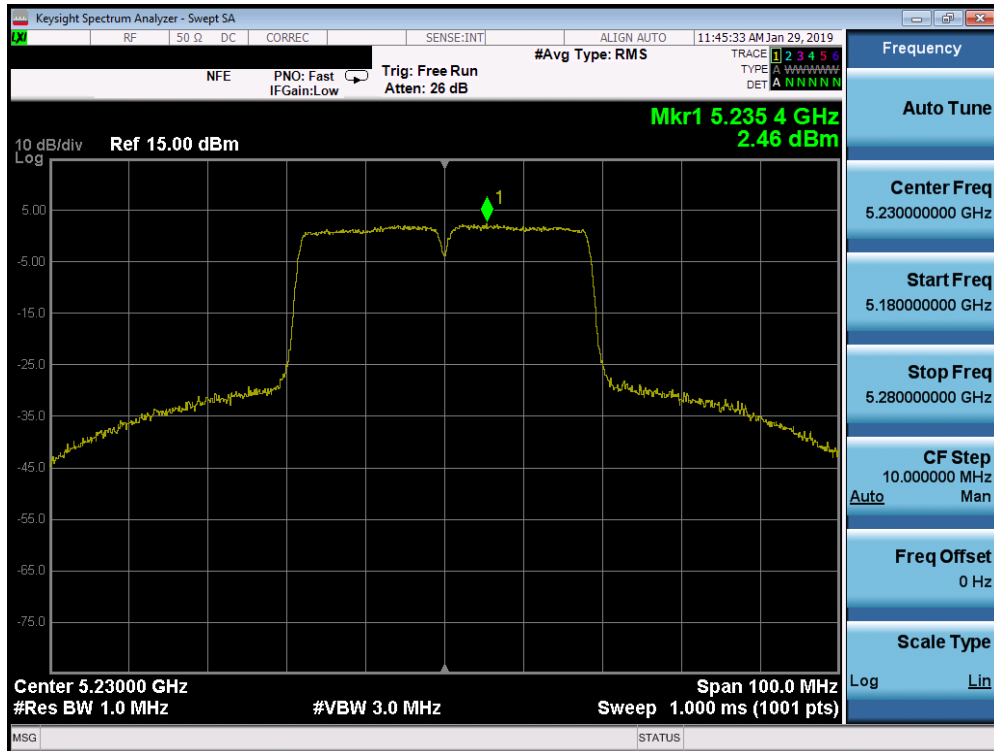 Keysight Spectrum Analyzer - Swept SA
LXI RF 50 Ω DC CORREC SENSE:INT ALIGN AUTO 11:45:33 AM Jan 29, 2019
NFE PNO: Fast Trig: Free Run #Avg Type: RMS TRACE 1 2 3 4 5 6
IFGain:Low Atten: 26 dB TYPE A WWWWW
DET A N N N N N
Mkr1 5.235 4 GHz
2.46 dBm
10 dB/div Ref 15.00 dBm
Log
1
5.00
-5.00
-15.0
-25.0
-35.0
-45.0
-55.0
-65.0
-75.0
Center 5.23000 GHz Span 100.0 MHz
#Res BW 1.0 MHz #VBW 3.0 MHz Sweep 1.000 ms (1001 pts)
MSG STATUS
Frequency
Auto Tune
Center Freq
5.230000000 GHz
Start Freq
5.180000000 GHz
Stop Freq
5.280000000 GHz
CF Step
10.000000 MHz
Auto Man
Freq Offset
0 Hz
Scale Type
Log Lin